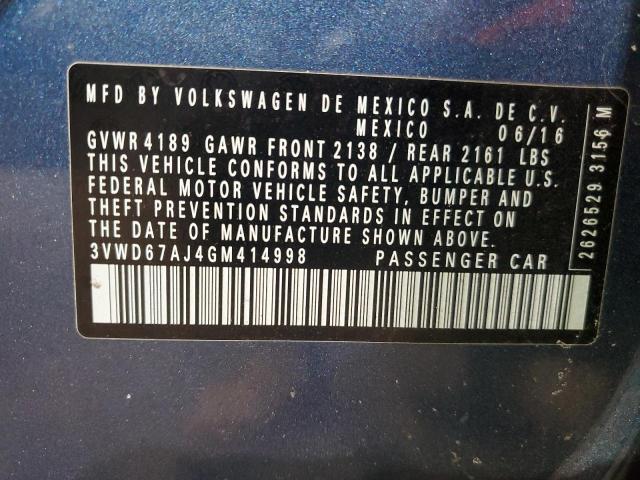 MFD BY VOLKSWAGEN DE MEXICO S.A. DE C.V.
MEXICO 06/16
GVWR 4189 GAWR FRONT 2138 / REAR 2161 LBS
THIS VEHICLE CONFORMS TO ALL APPLICABLE U.S.
FEDERAL MOTOR VEHICLE SAFETY, BUMPER AND
THEFT PREVENTION STANDARDS IN EFFECT ON
THE DATE OF MANUFACTURE SHOWN ABOVE.
3VWD67AJ4GM414998 PASSENGER CAR
2626529 3156 M